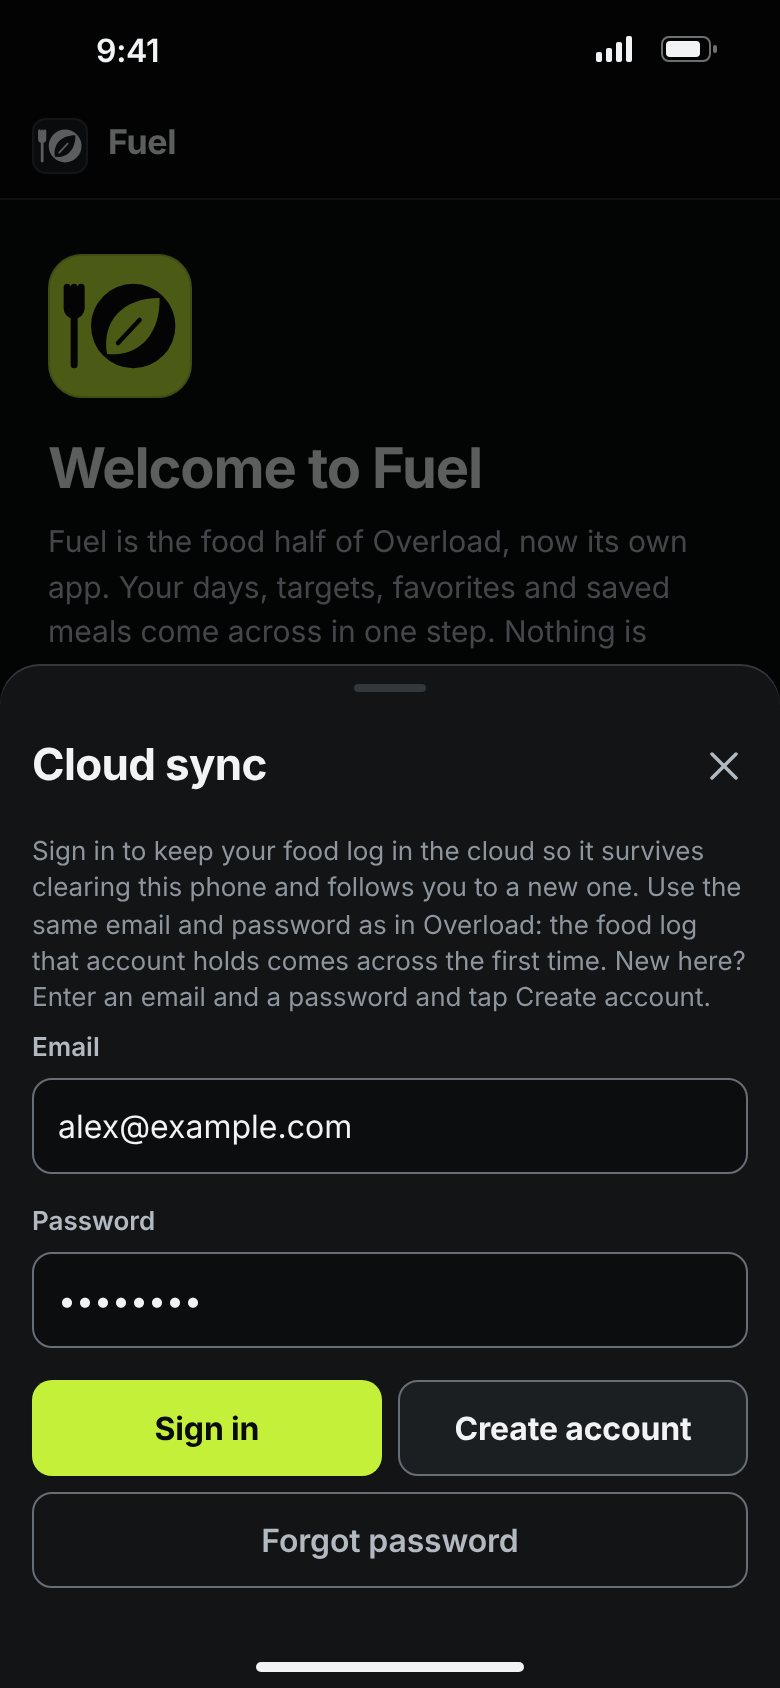 9:41
Fuel
Welcome to Fuel
Fuel is the food half of Overload, now its own
app. Your days, targets, favorites and saved
meals come across in one step. Nothing is
Cloud sync
Sign in to keep your food log in the cloud so it survives
clearing this phone and follows you to a new one. Use the
same email and password as in Overload: the food log
that account holds comes across the first time. New here?
Enter an email and a password and tap Create account.
Email
alex@example.com
Password
••••••••
Sign in
Create account
Forgot password